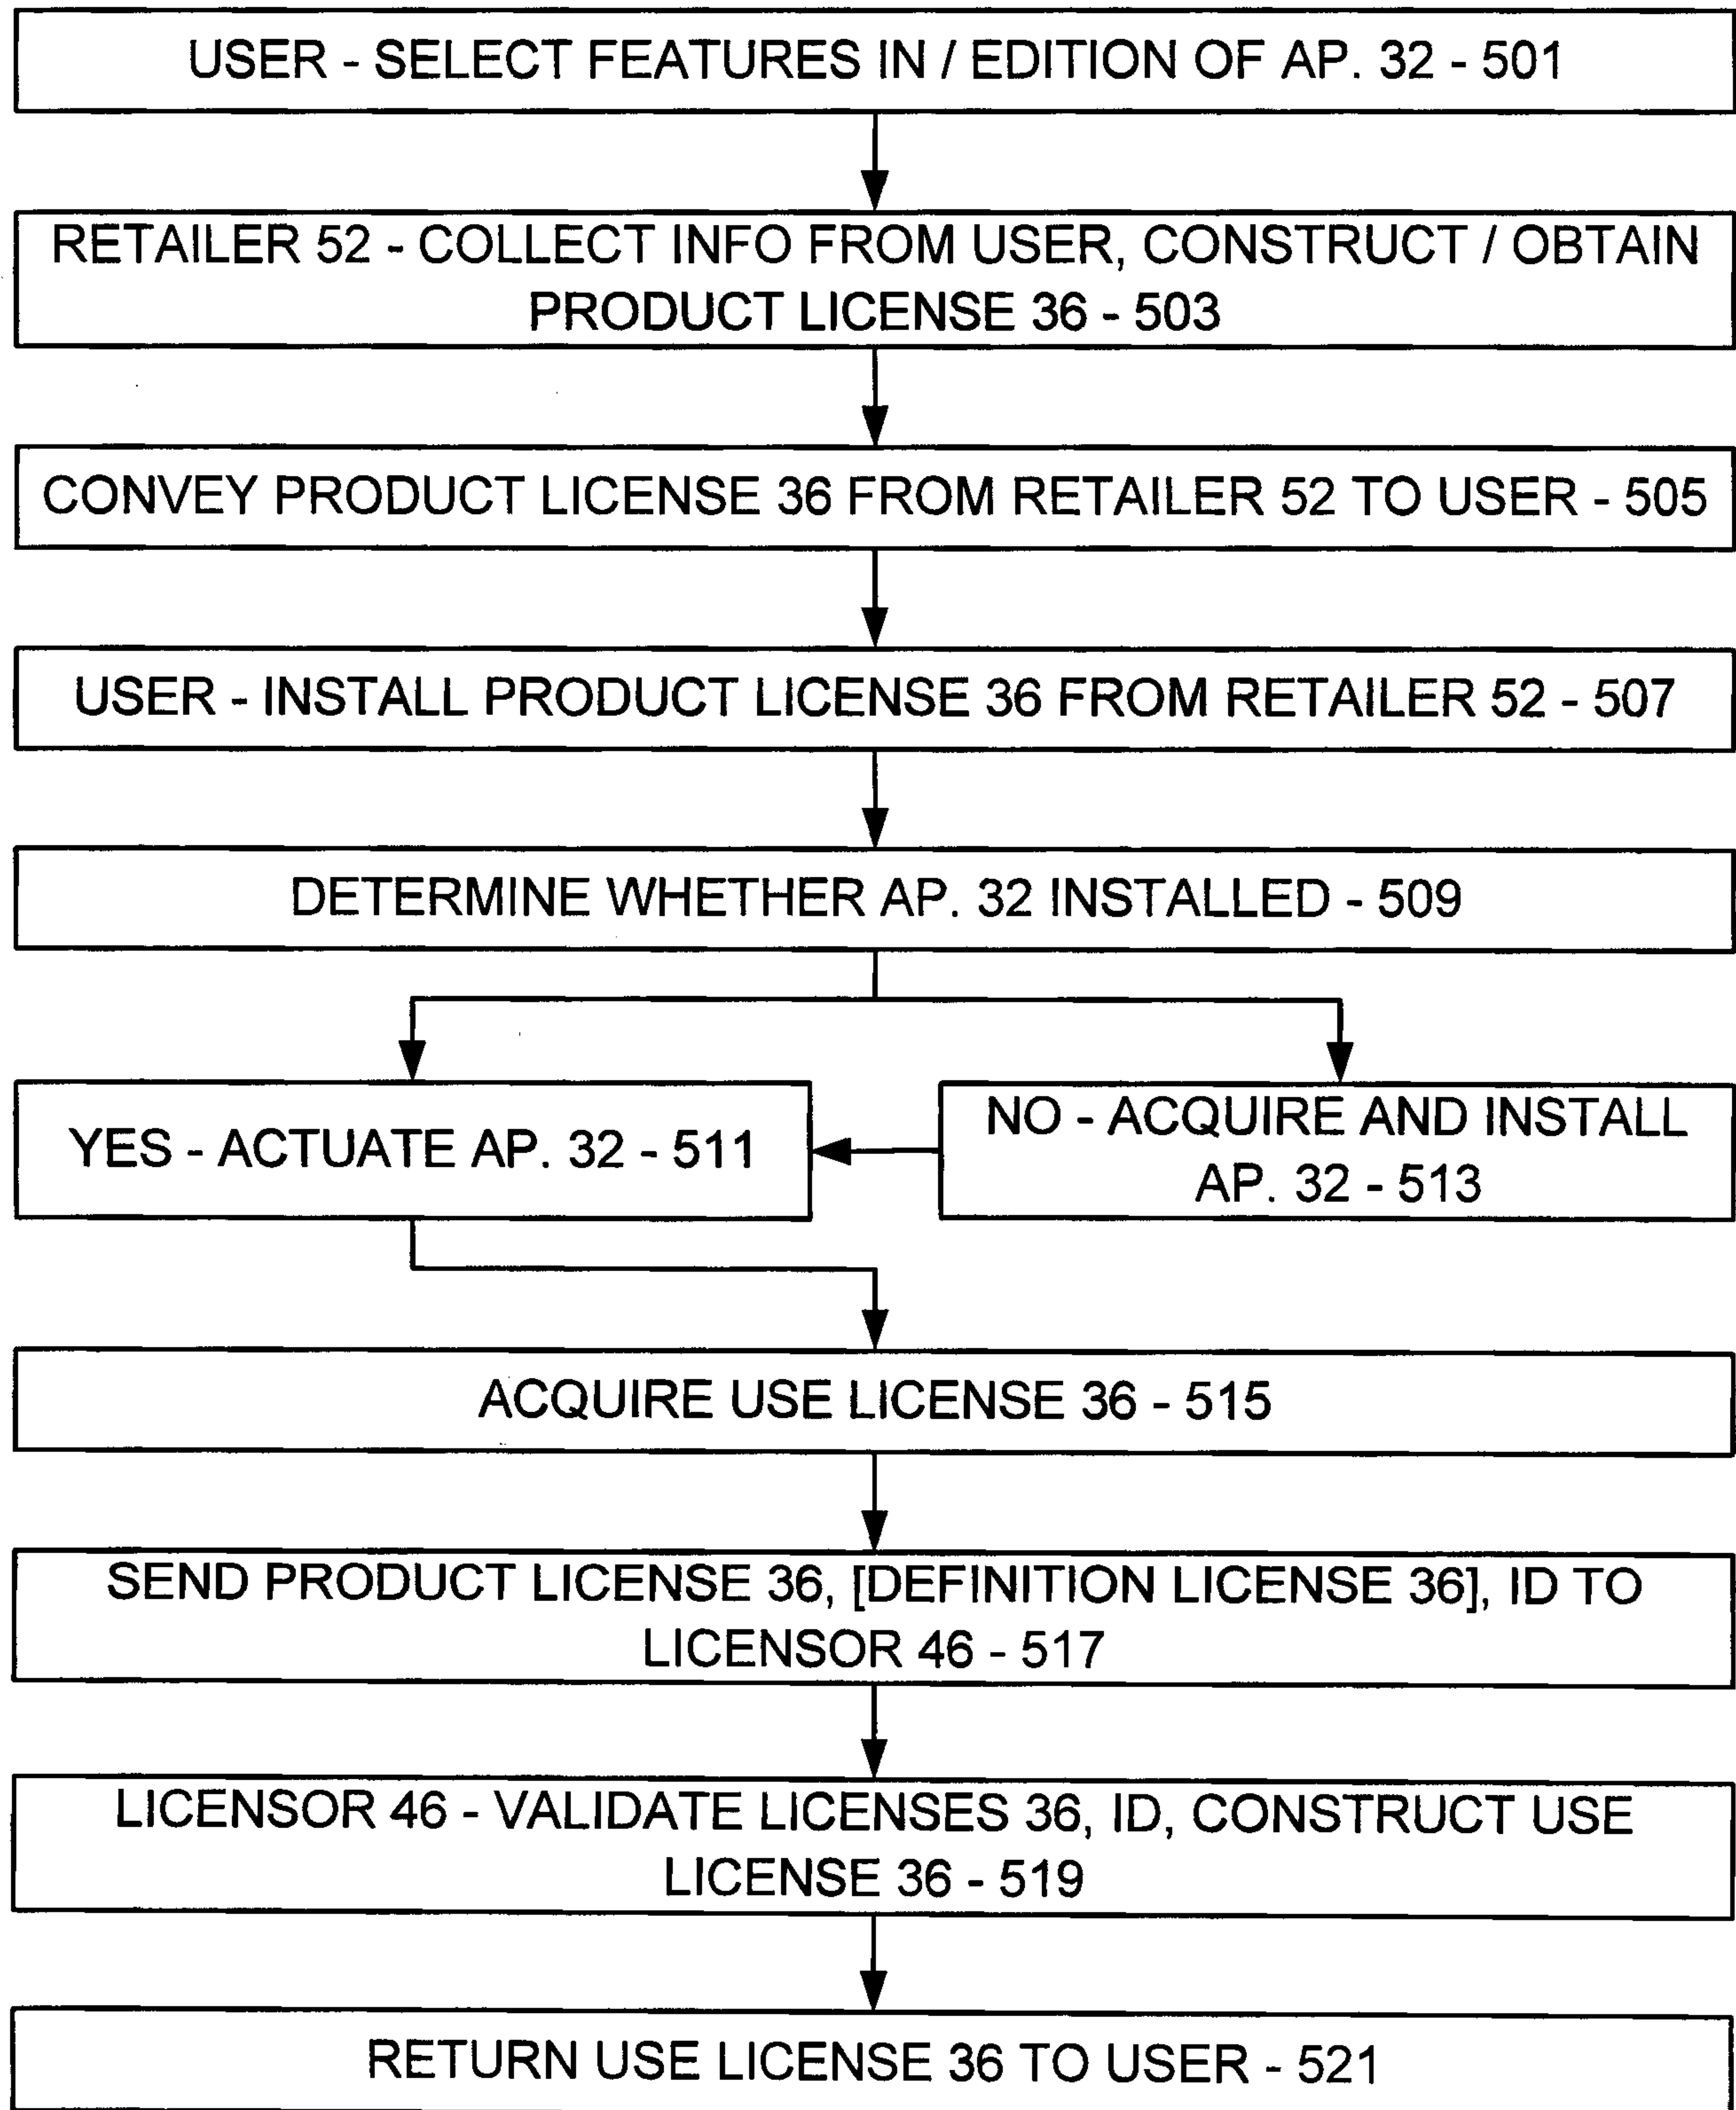 USER - SELECT FEATURES IN / EDITION OF AP. 32 - 501
RETAILER 52 - COLLECT INFO FROM USER, CONSTRUCT / OBTAIN
PRODUCT LICENSE 36 - 503
CONVEY PRODUCT LICENSE 36 FROM RETAILER 52 TO USER - 505
USER - INSTALL PRODUCT LICENSE 36 FROM RETAILER 52 - 507
DETERMINE WHETHER AP. 32 INSTALLED - 509
YES - ACTUATE AP. 32 - 511
NO - ACQUIRE AND INSTALL
AP. 32 - 513
ACQUIRE USE LICENSE 36 - 515
SEND PRODUCT LICENSE 36, [DEFINITION LICENSE 36], ID TO
LICENSOR 46 - 517
LICENSOR 46 - VALIDATE LICENSES 36, ID, CONSTRUCT USE
LICENSE 36 - 519
RETURN USE LICENSE 36 TO USER - 521